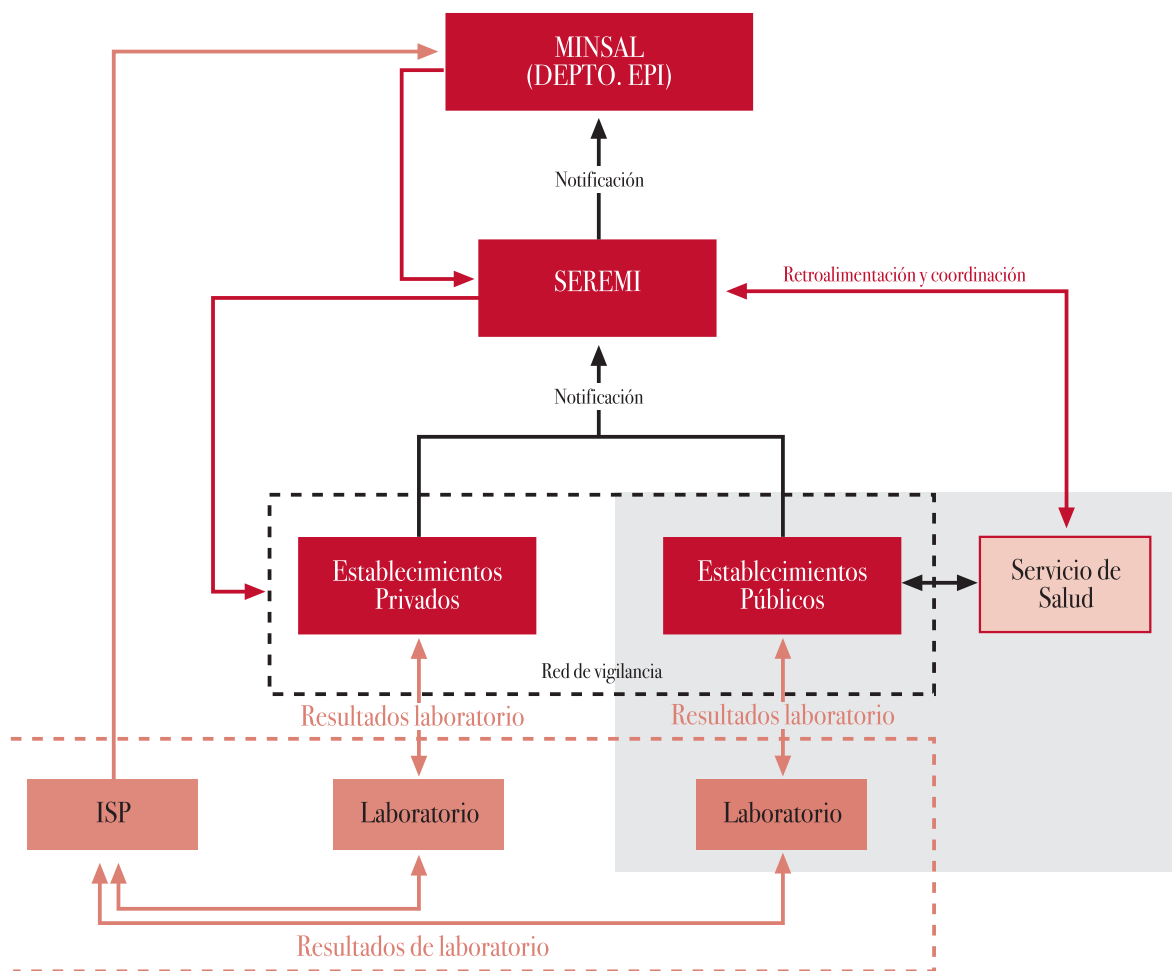 MINSAL
(DEPTO. EPI)
Notificación
SEREMI
Retroalimentación y coordinación
Notificación
Establecimientos
Privados
Establecimientos
Públicos
Servicio de
Salud
Red de vigilancia
Resultados laboratorio
Resultados laboratorio
ISP
Laboratorio
Laboratorio
Resultados de laboratorio